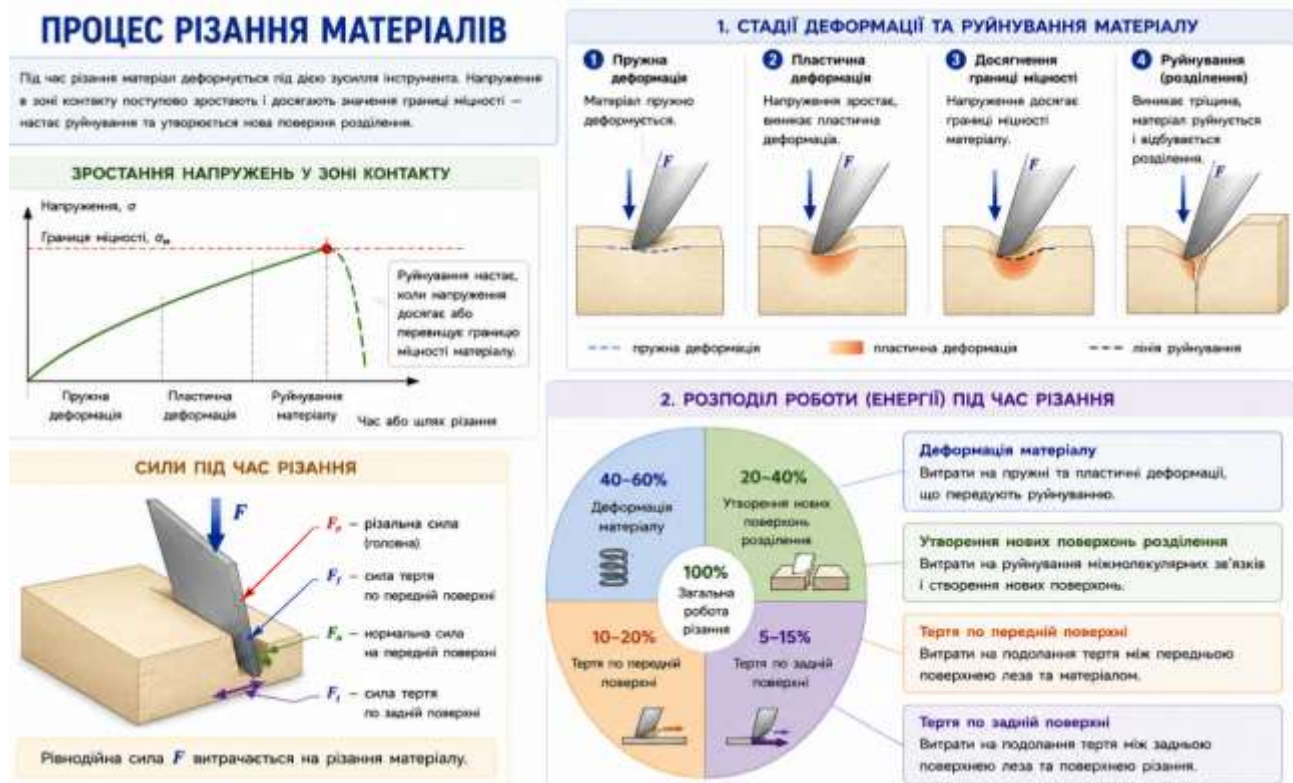 ПРОЦЕС РІЗАННЯ МАТЕРІАЛІВ
Під час різання матеріал деформується під дією зусилля інструмента. Напруження
в зоні контакту поступово зростають і досягають значення границі міцності —
настає руйнування та утворюється нова поверхня розділення.
ЗРОСТАННЯ НАПРУЖЕНЬ У ЗОНІ КОНТАКТУ
Напруження, σ
Границя міцності, σ
Руйнування настає,
коли напруження
досягає або
перевищує границю
міцності матеріалу.
Пружна
деформація
Пластична
деформація
Руйнування
матеріалу
Час або шлях різання
СИЛИ ПІД ЧАС РІЗАННЯ
F
Fr – різальна сила
(головна)
Ff – сила тертя
по передній поверхні
Fn – нормальна сила
на передній поверхні
Ft – сила тертя
по задній поверхні
Рівнодійна сила F витрачається на різання матеріалу.
1. СТАДІЇ ДЕФОРМАЦІЇ ТА РУЙНУВАННЯ МАТЕРІАЛУ
1 Пружна
деформація
Матеріал пружно
деформується.
F
2 Пластична
деформація
Напруження зростає,
виникає пластична
деформація.
F
3 Досягнення
границі міцності
Напруження досягає
границі міцності
матеріалу.
F
4 Руйнування
(розділення)
Виникає тріщина,
матеріал руйнується
і відбувається
розділення.
F
пружна деформація
пластична деформація
лінія руйнування
2. РОЗПОДІЛ РОБОТИ (ЕНЕРГІЇ) ПІД ЧАС РІЗАННЯ
40–60%
Деформація
матеріалу
20–40%
Утворення нових
поверхонь
розділення
100%
Загальна
робота
різання
10–20%
Тертя по передній
поверхні
5–15%
Тертя по задній
поверхні
Деформація матеріалу
Витрати на пружні та пластичні деформації,
що передують руйнуванню.
Утворення нових поверхонь розділення
Витрати на руйнування міжмолекулярних зв'язків
і створення нових поверхонь.
Тертя по передній поверхні
Витрати на подолання тертя між передньою
поверхнею леза та матеріалом.
Тертя по задній поверхні
Витрати на подолання тертя між задньою
поверхнею леза та поверхнею різання.